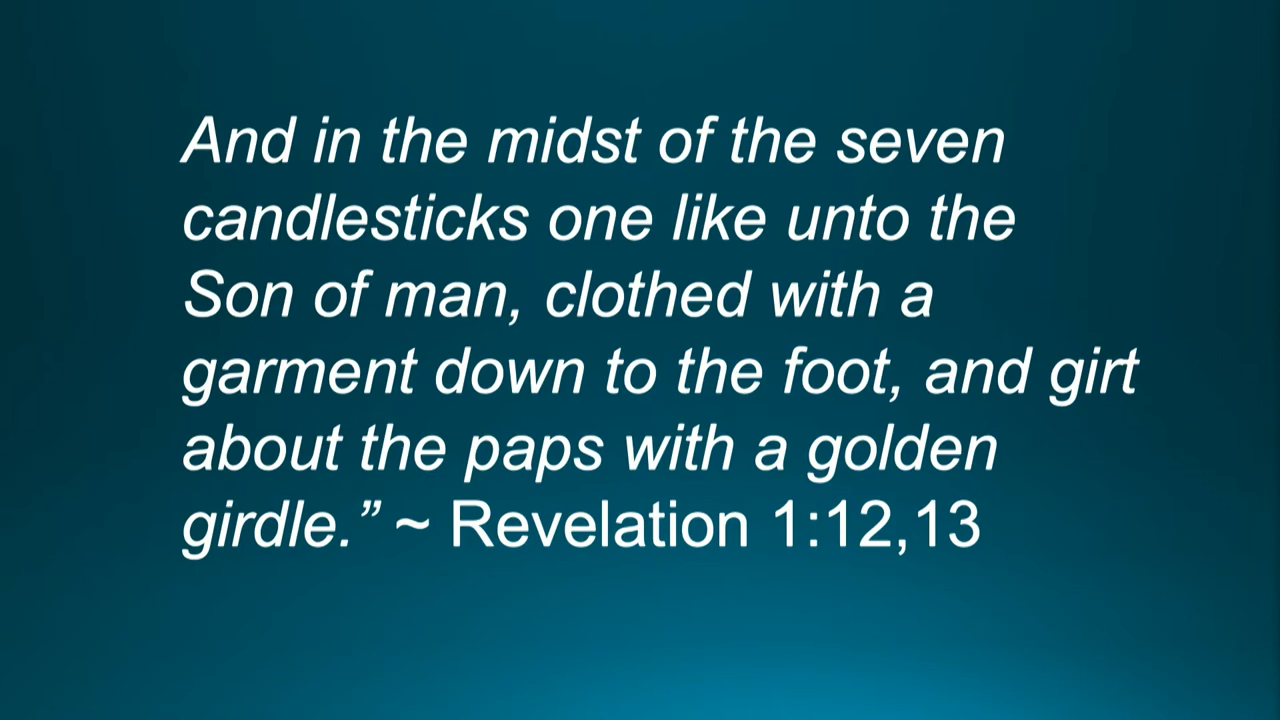 And in the midst of the seven
candlesticks one like unto the
Son of man, clothed with a
garment down to the foot, and girt
about the paps with a golden
girdle.” ~ Revelation 1:12,13